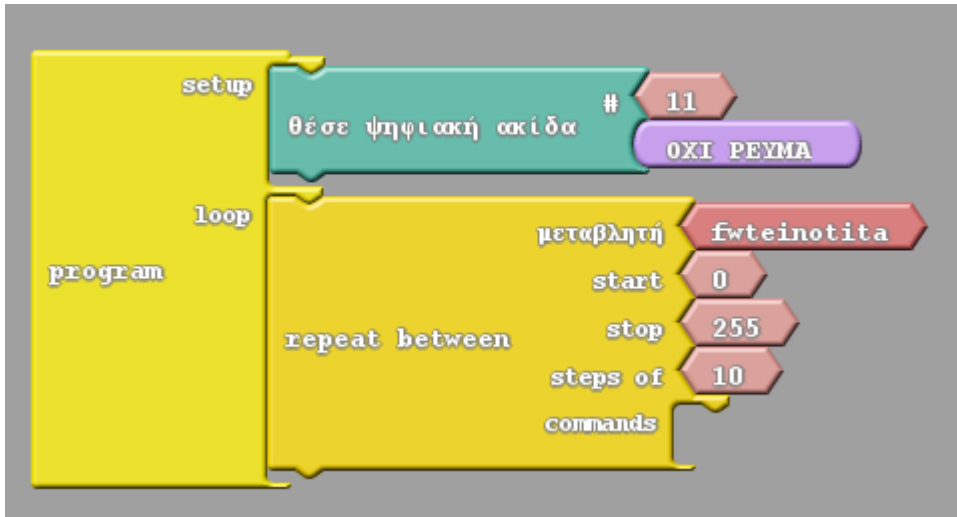 setup
# 11
θέσε ψηφιακή ακίδα
ΟΧΙ ΡΕΥΜΑ
loop
μεταβλητή fwteinotita
program
start 0
repeat between
stop 255
steps of 10
commands